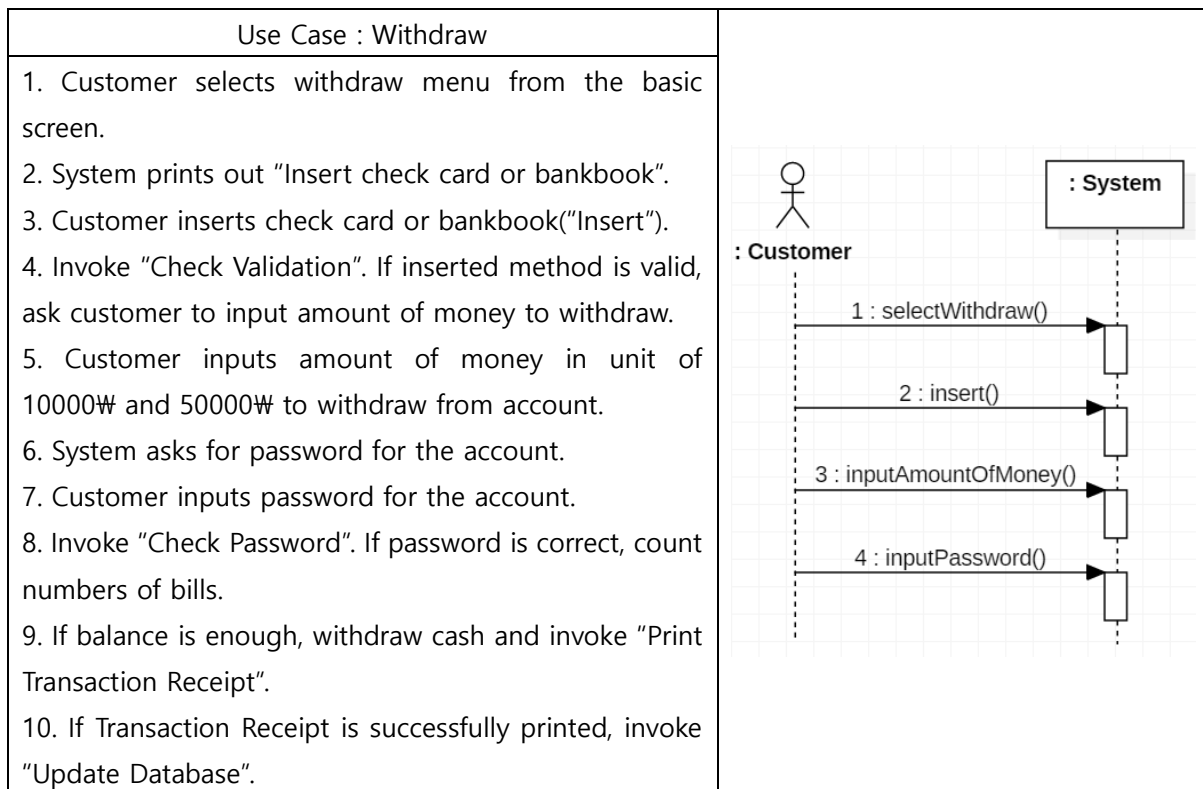 Use Case : Withdraw
1. Customer selects withdraw menu from the basic
screen.
2. System prints out “Insert check card or bankbook”.
3. Customer inserts check card or bankbook(“Insert”).
4. Invoke “Check Validation”. If inserted method is valid,
ask customer to input amount of money to withdraw.
5. Customer inputs amount of money in unit of
10000₩ and 50000₩ to withdraw from account.
6. System asks for password for the account.
7. Customer inputs password for the account.
8. Invoke “Check Password”. If password is correct, count
numbers of bills.
9. If balance is enough, withdraw cash and invoke “Print
Transaction Receipt”.
10. If Transaction Receipt is successfully printed, invoke
“Update Database”.
: System
: Customer
1 : selectWithdraw()
2 : insert()
3 : inputAmountOfMoney()
4 : inputPassword()